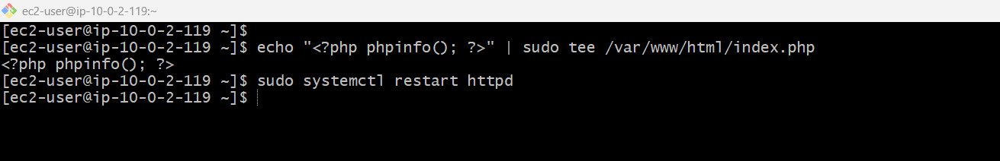 ec2-user@ip-10-0-2-119:~
[ec2-user@ip-10-0-2-119 ~]$
[ec2-user@ip-10-0-2-119 ~]$ echo "<?php phpinfo(); ?>" | sudo tee /var/www/html/index.php
<?php phpinfo(); ?>
[ec2-user@ip-10-0-2-119 ~]$ sudo systemctl restart httpd
[ec2-user@ip-10-0-2-119 ~]$